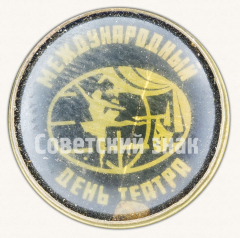 МЕЖДУНАРОДНЫЙ
Советский знак
ДЕНЬ ТЕАТРА